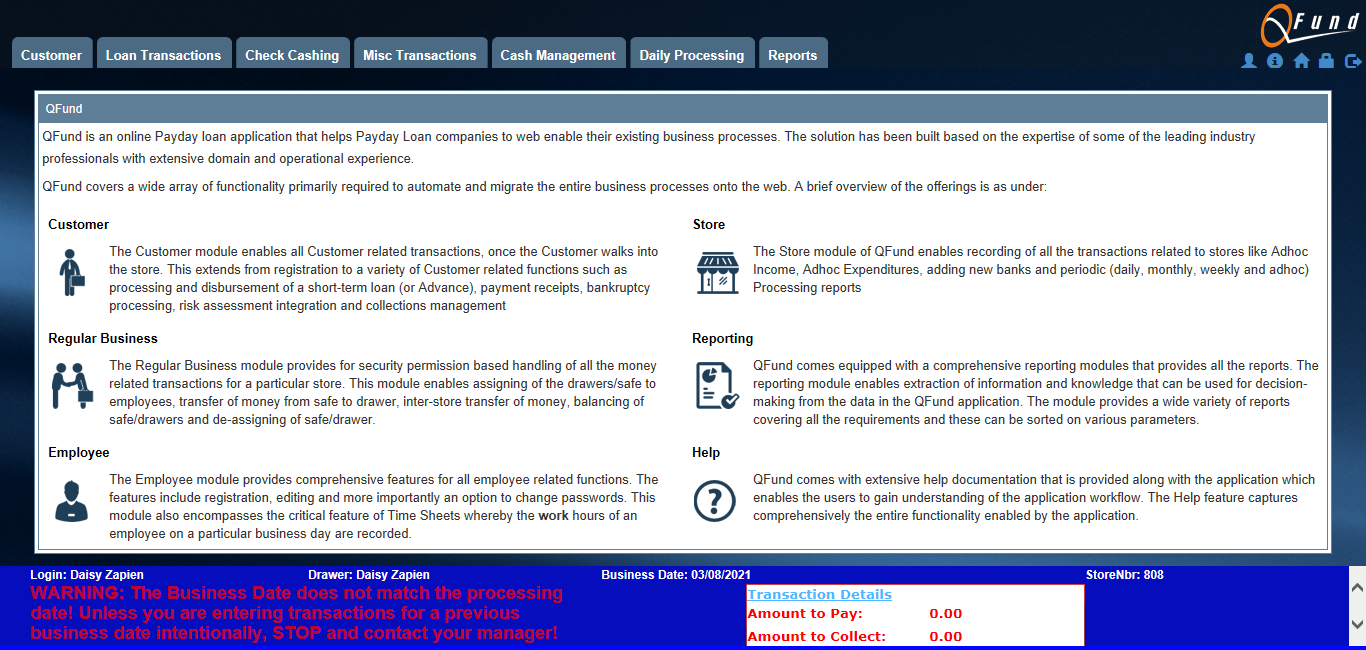 QFund
Customer
Loan Transactions
Check Cashing
Misc Transactions
Cash Management
Daily Processing
Reports
QFund
QFund is an online Payday loan application that helps Payday Loan companies to web enable their existing business processes. The solution has been built based on the expertise of some of the leading industry
professionals with extensive domain and operational experience.
QFund covers a wide array of functionality primarily required to automate and migrate the entire business processes onto the web. A brief overview of the offerings is as under:
Customer
The Customer module enables all Customer related transactions, once the Customer walks into
the store. This extends from registration to a variety of Customer related functions such as
processing and disbursement of a short-term loan (or Advance), payment receipts, bankruptcy
processing, risk assessment integration and collections management
Store
The Store module of QFund enables recording of all the transactions related to stores like Adhoc
Income, Adhoc Expenditures, adding new banks and periodic (daily, monthly, weekly and adhoc)
Processing reports
Regular Business
The Regular Business module provides for security permission based handling of all the money
related transactions for a particular store. This module enables assigning of the drawers/safe to
employees, transfer of money from safe to drawer, inter-store transfer of money, balancing of
safe/drawers and de-assigning of safe/drawer.
Reporting
QFund comes equipped with a comprehensive reporting modules that provides all the reports. The
reporting module enables extraction of information and knowledge that can be used for decision-
making from the data in the QFund application. The module provides a wide variety of reports
covering all the requirements and these can be sorted on various parameters.
Employee
The Employee module provides comprehensive features for all employee related functions. The
features include registration, editing and more importantly an option to change passwords. This
module also encompasses the critical feature of Time Sheets whereby the work hours of an
employee on a particular business day are recorded.
Help
QFund comes with extensive help documentation that is provided along with the application which
enables the users to gain understanding of the application workflow. The Help feature captures
comprehensively the entire functionality enabled by the application.
Login: Daisy Zapien
Drawer: Daisy Zapien
Business Date: 03/08/2021
StoreNbr: 808
WARNING: The Business Date does not match the processing
date! Unless you are entering transactions for a previous
business date intentionally, STOP and contact your manager!
Transaction Details
Amount to Pay: 0.00
Amount to Collect: 0.00